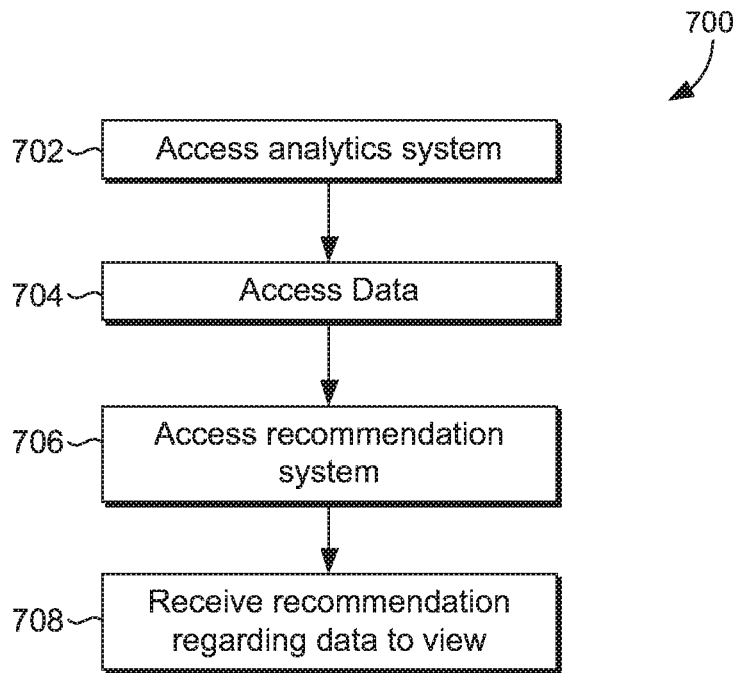 700
702
Access analytics system
704
Access Data
706
Access recommendation
system
708
Receive recommendation
regarding data to view